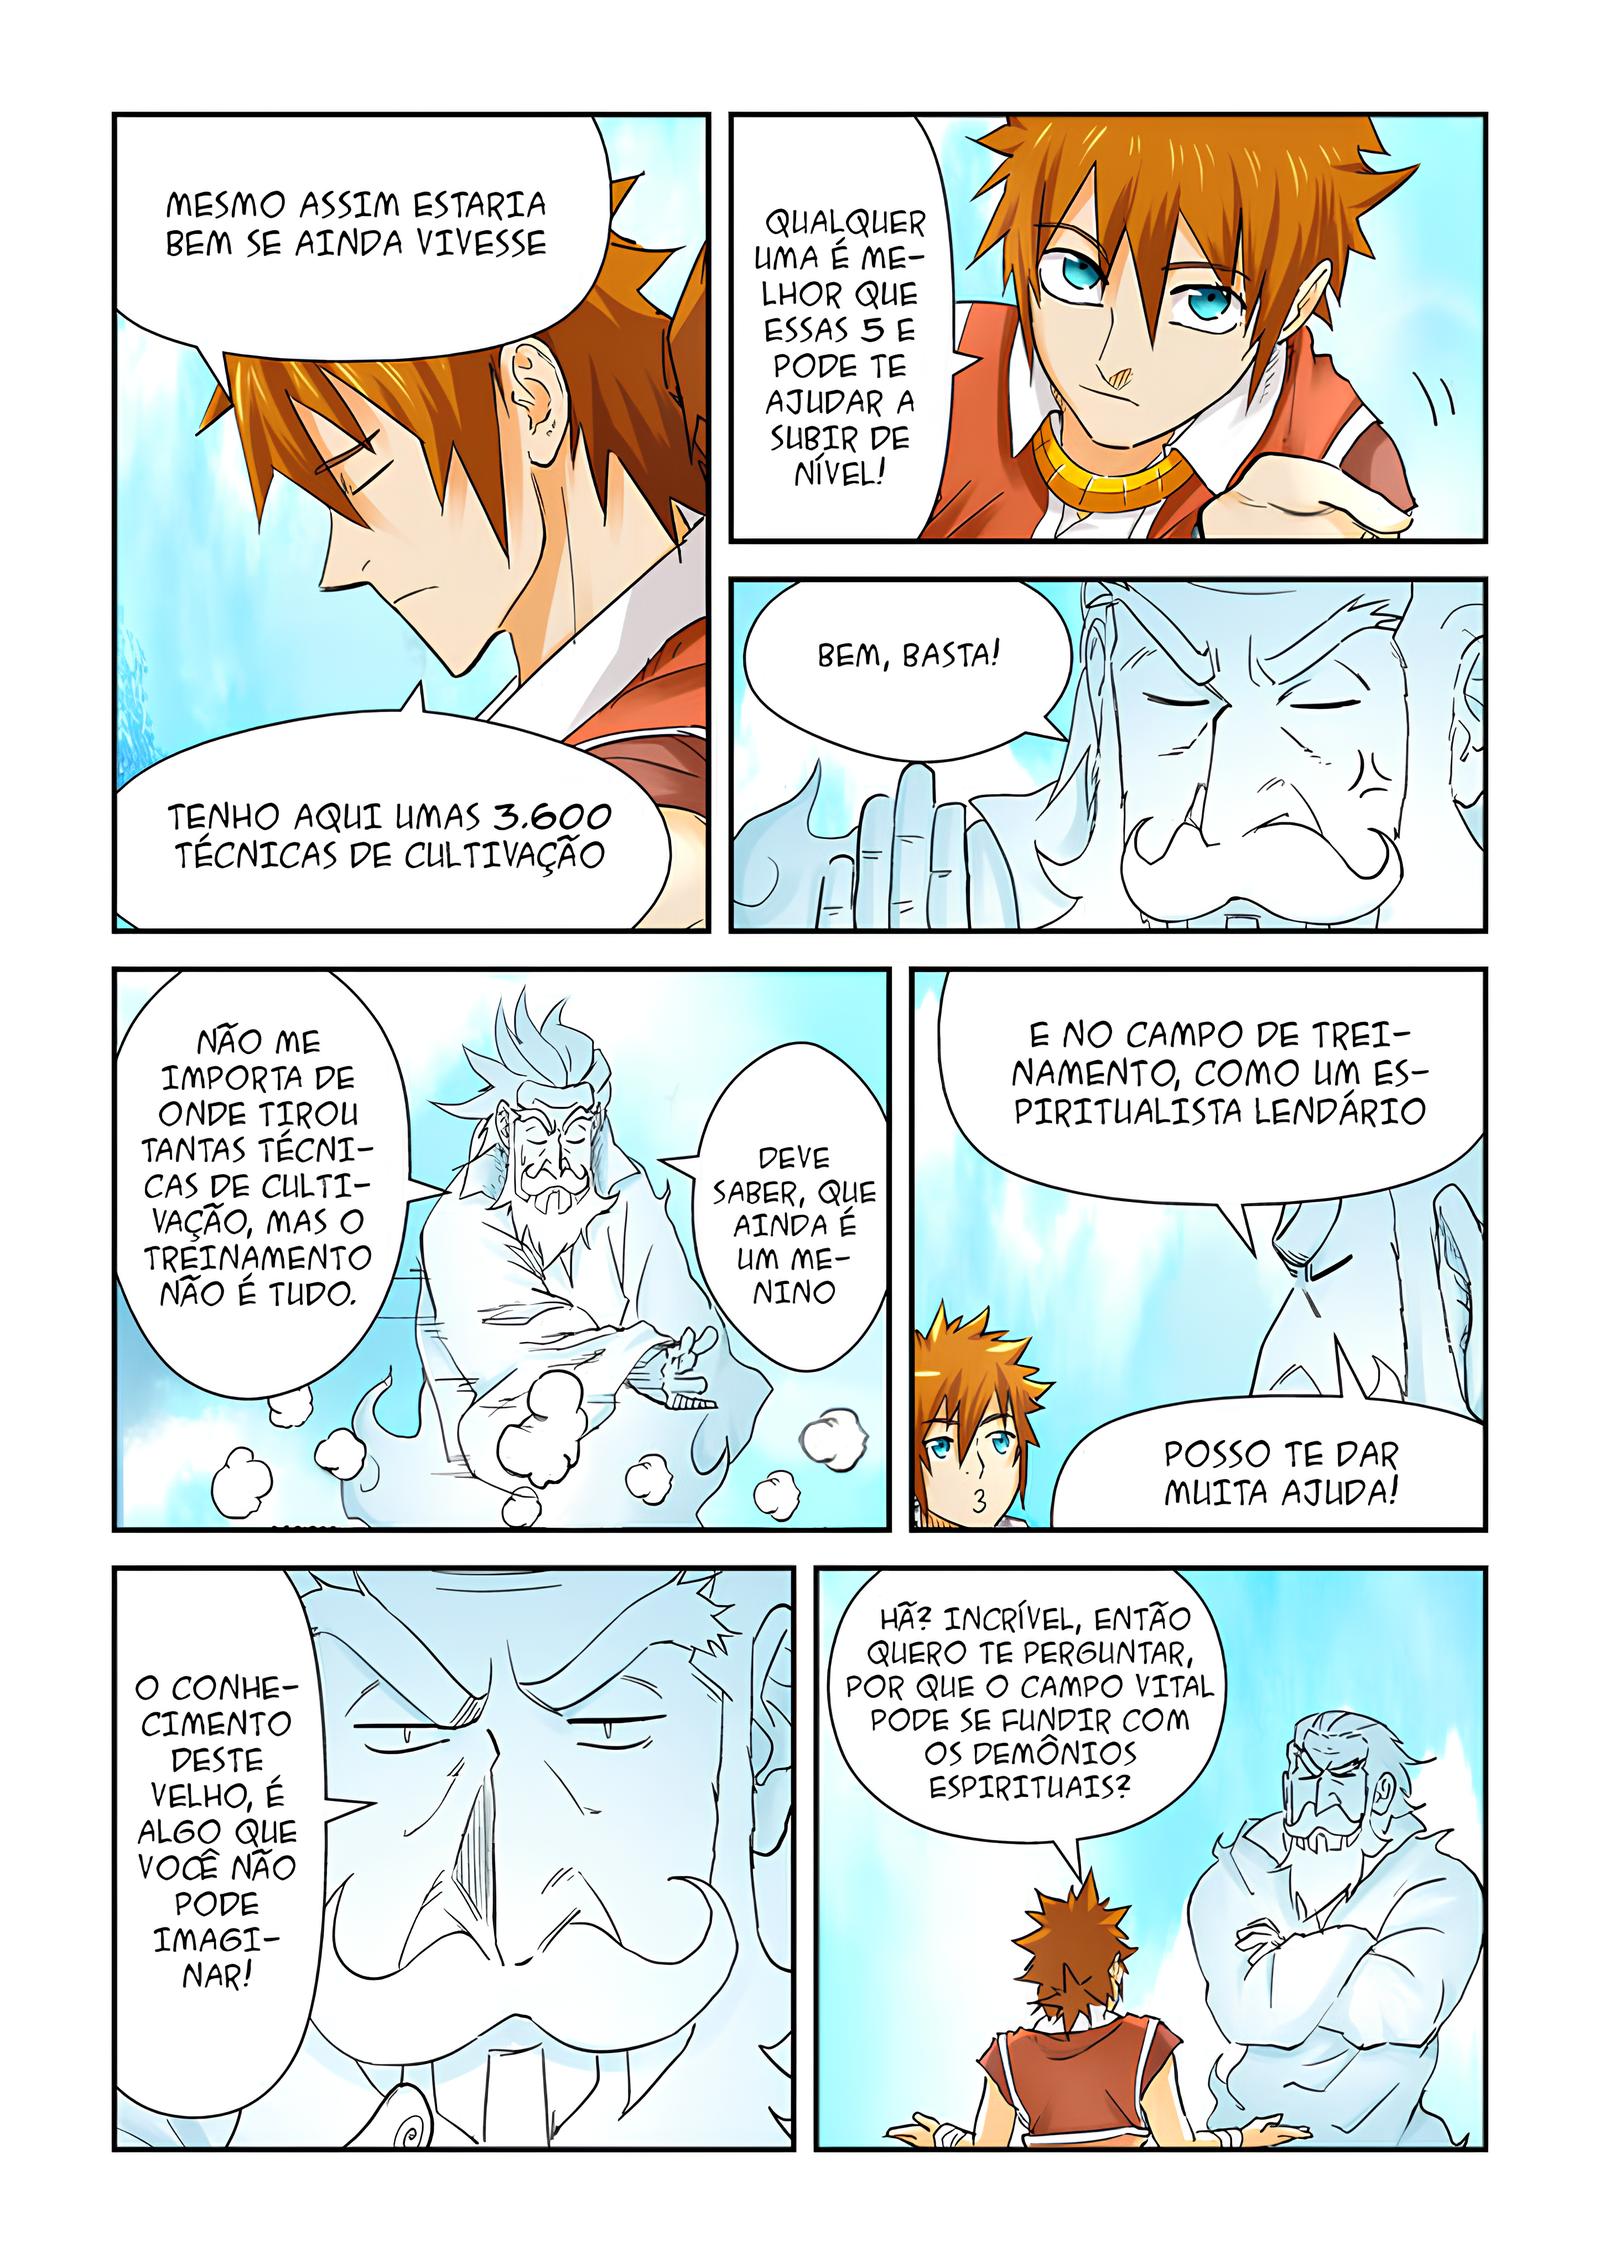 MESMO ASSIM ESTARIA
BEM SE AINDA VIVESSE
TENHO AQUI UMAS 3.600
TÉCNICAS DE CULTIVAÇÃO
QUALQUER
UMA É ME-
LHOR QUE
ESSAS 5 E
PODE TE
AJUDAR A
SUBIR DE
NÍVEL!
BEM, BASTA!
NÃO ME
IMPORTA DE
ONDE TIROU
TANTAS TÉCNI-
CAS DE CULTI-
VAÇÃO, MAS O
TREINAMENTO
NÃO É TUDO.
DEVE
SABER, QUE
AINDA É
UM ME-
NINO
E NO CAMPO DE TREI-
NAMENTO, COMO UM ES-
PIRITUALISTA LENDÁRIO
POSSO TE DAR
MUITA AJUDA!
O CONHE-
CIMENTO
DESTE
VELHO, É
ALGO QUE
VOCÊ NÃO
PODE
IMAGI-
NAR!
HÃ? INCRÍVEL, ENTÃO
QUERO TE PERGUNTAR,
POR QUE O CAMPO VITAL
PODE SE FUNDIR COM
OS DEMÔNIOS
ESPIRITUAIS?